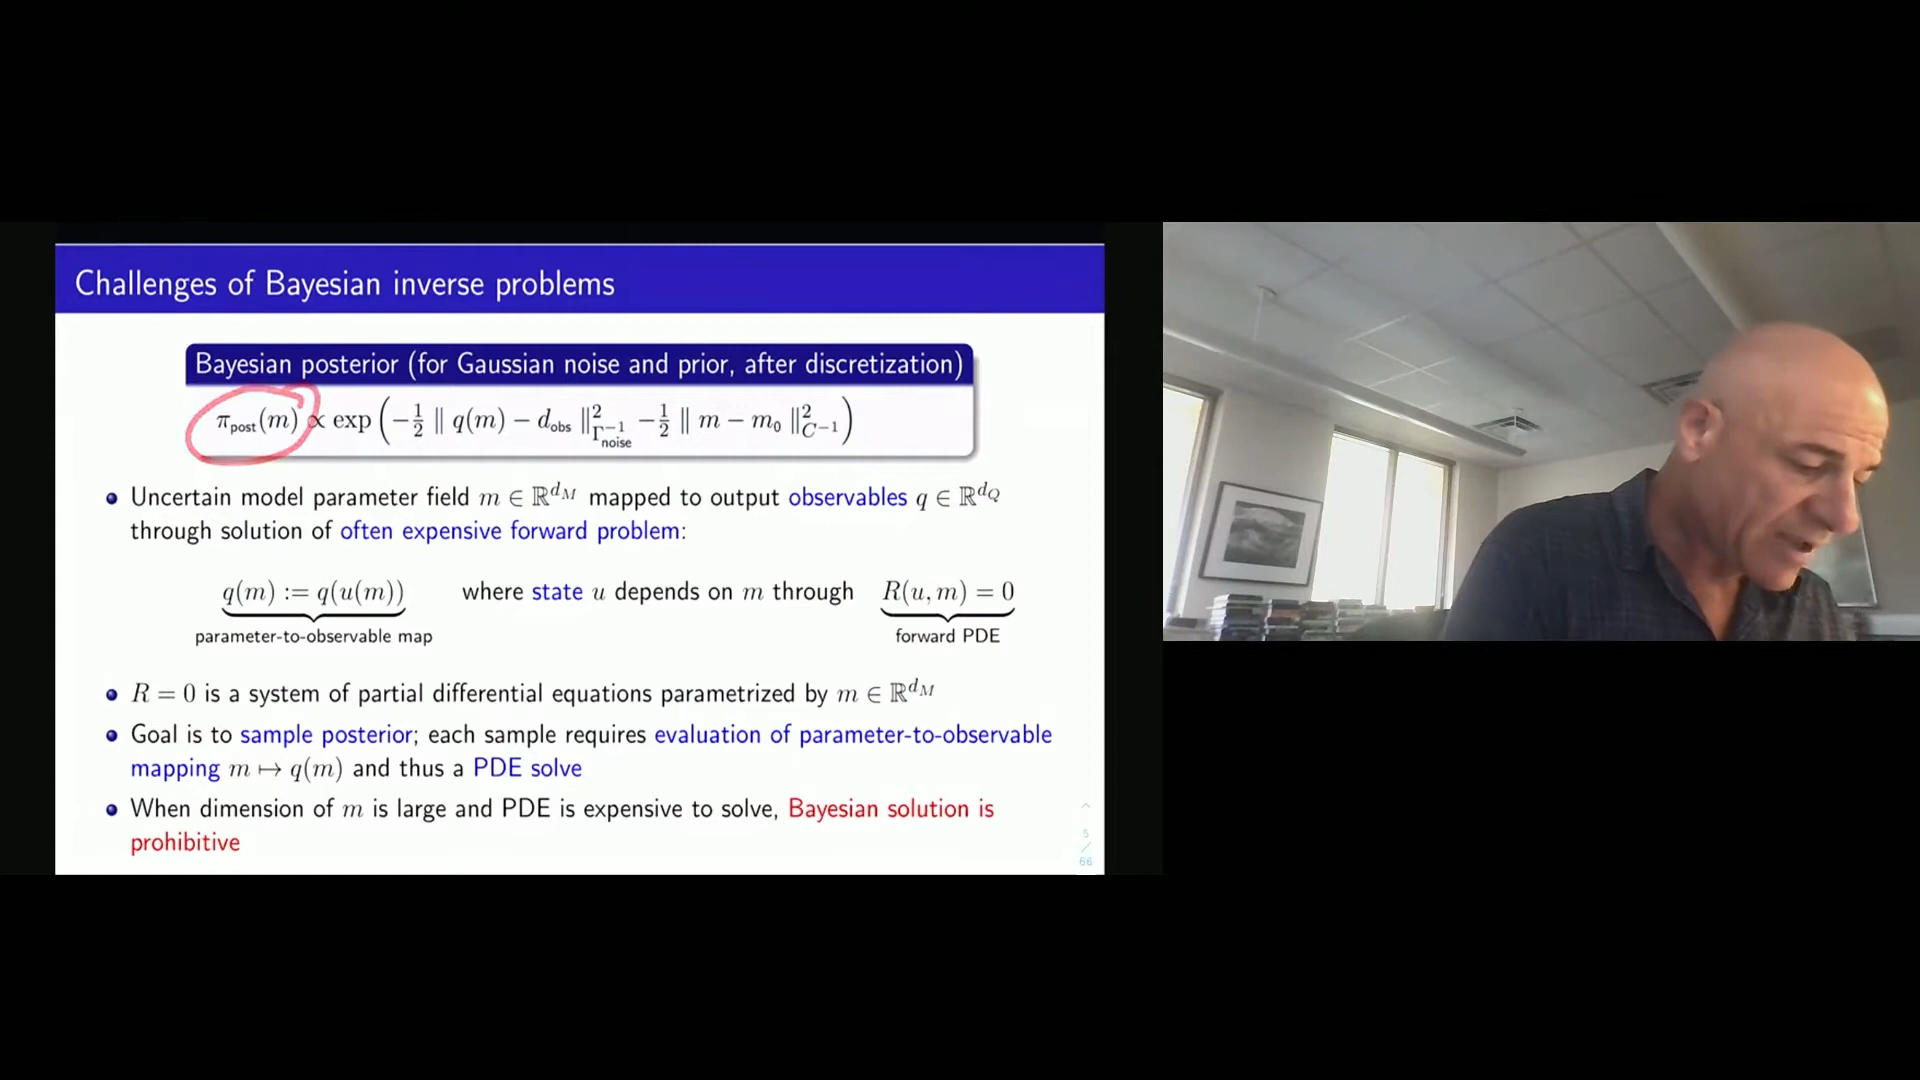 Challenges of Bayesian inverse problems
Bayesian posterior (for Gaussian noise and prior, after discretization)
π_post(m) ∝ exp(−½ ‖ q(m) − d_obs ‖²_{Γ⁻¹_noise} −½ ‖ m − m₀ ‖²_{C⁻¹})
• Uncertain model parameter field m ∈ ℝ^{d_M} mapped to output observables q ∈ ℝ^{d_Q}
through solution of often expensive forward problem:
q(m) := q(u(m)) where state u depends on m through R(u, m) = 0
parameter-to-observable map forward PDE
• R = 0 is a system of partial differential equations parametrized by m ∈ ℝ^{d_M}
• Goal is to sample posterior; each sample requires evaluation of parameter-to-observable
mapping m ↦ q(m) and thus a PDE solve
• When dimension of m is large and PDE is expensive to solve, Bayesian solution is
prohibitive
5
/
66